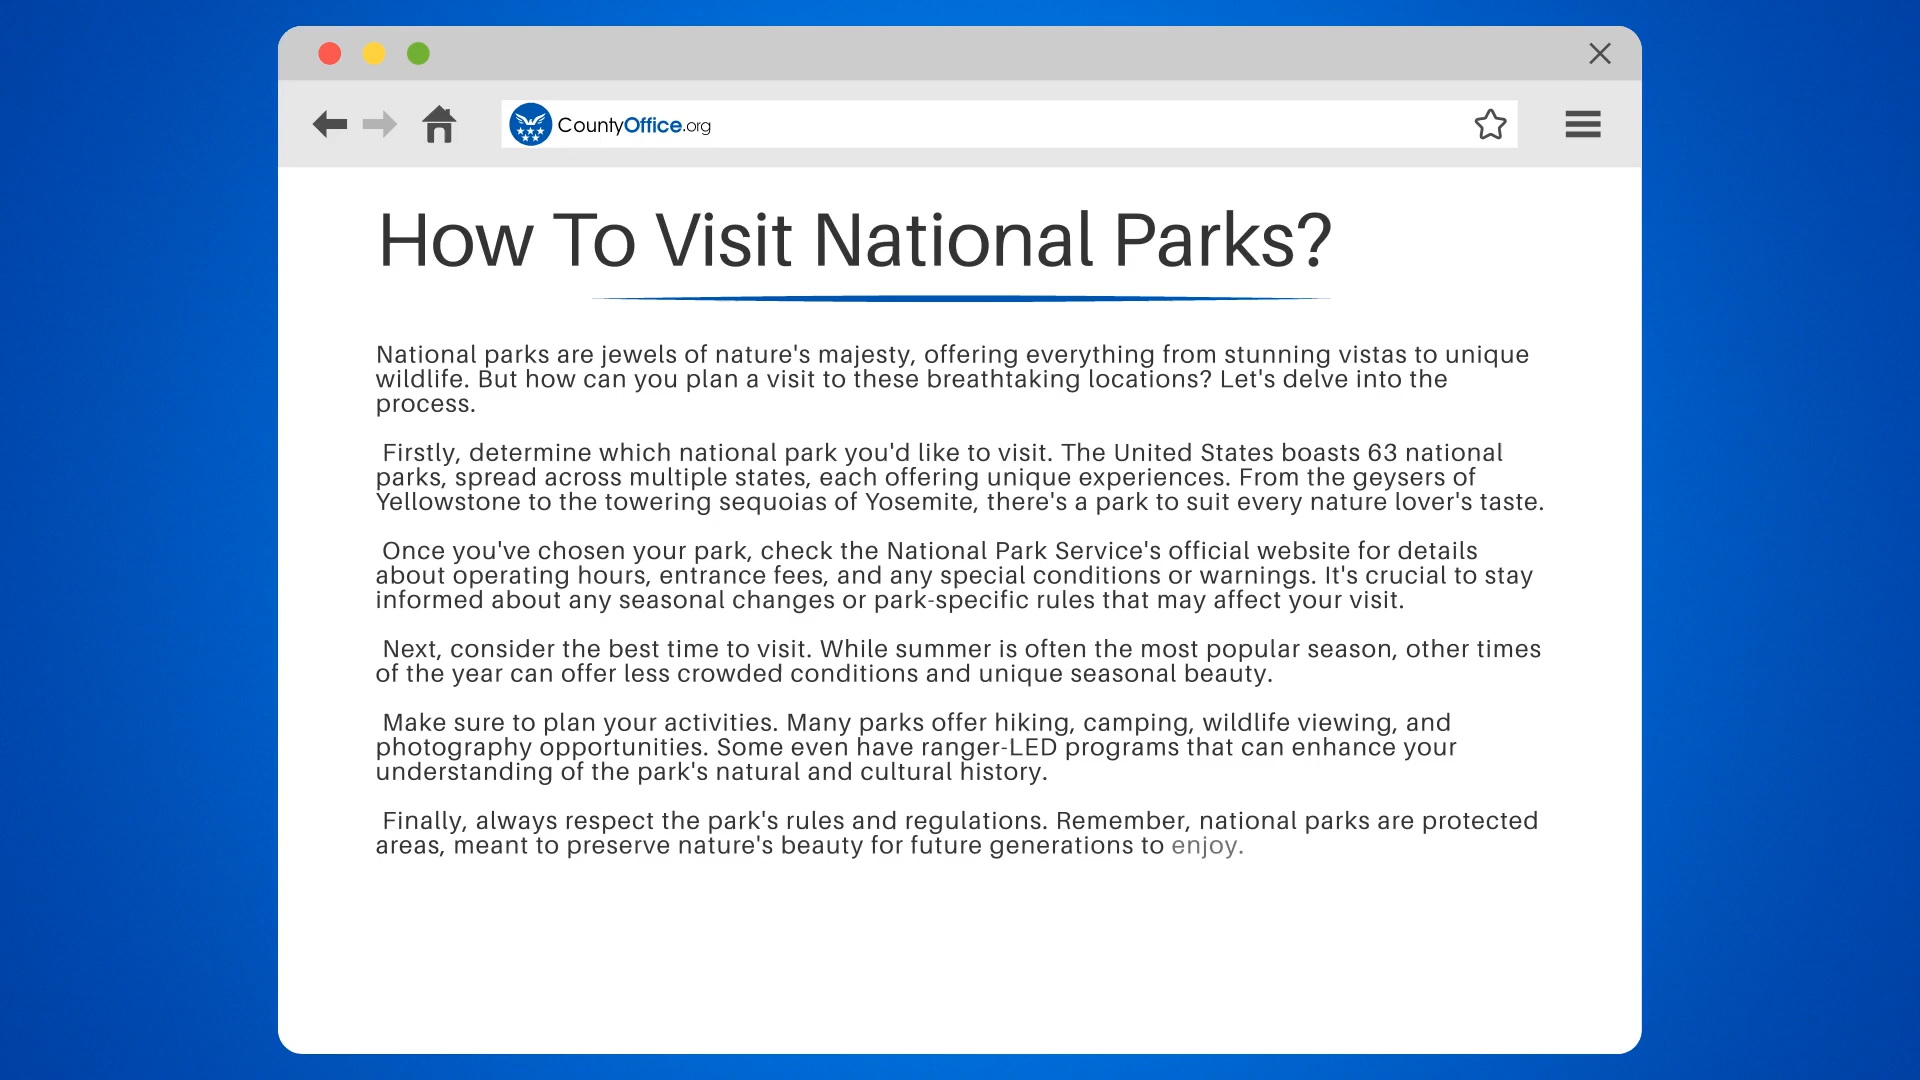 CountyOffice.org
How To Visit National Parks?
National parks are jewels of nature's majesty, offering everything from stunning vistas to unique
wildlife. But how can you plan a visit to these breathtaking locations? Let's delve into the
process.
Firstly, determine which national park you'd like to visit. The United States boasts 63 national
parks, spread across multiple states, each offering unique experiences. From the geysers of
Yellowstone to the towering sequoias of Yosemite, there's a park to suit every nature lover's taste.
Once you've chosen your park, check the National Park Service's official website for details
about operating hours, entrance fees, and any special conditions or warnings. It's crucial to stay
informed about any seasonal changes or park-specific rules that may affect your visit.
Next, consider the best time to visit. While summer is often the most popular season, other times
of the year can offer less crowded conditions and unique seasonal beauty.
Make sure to plan your activities. Many parks offer hiking, camping, wildlife viewing, and
photography opportunities. Some even have ranger-LED programs that can enhance your
understanding of the park's natural and cultural history.
Finally, always respect the park's rules and regulations. Remember, national parks are protected
areas, meant to preserve nature's beauty for future generations to enjoy.